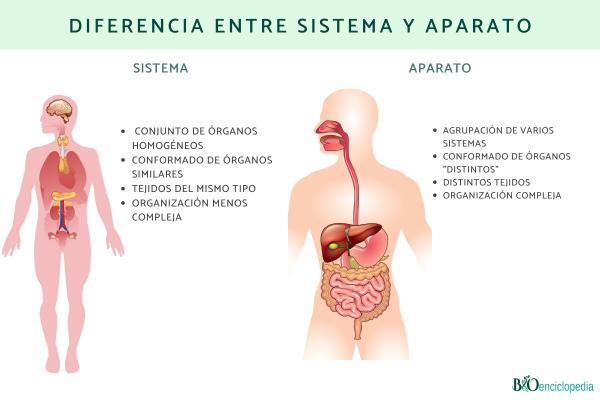 DIFERENCIA ENTRE SISTEMA Y APARATO
SISTEMA
• CONJUNTO DE ÓRGANOS
HOMOGÉNEOS
• CONFORMADO DE ÓRGANOS
SIMILARES
• TEJIDOS DEL MISMO TIPO
• ORGANIZACIÓN MENOS
COMPLEJA
APARATO
• AGRUPACIÓN DE VARIOS
SISTEMAS
• CONFORMADO DE ÓRGANOS
"DISTINTOS"
• DISTINTOS TEJIDOS
• ORGANIZACIÓN COMPLEJA
BIOenciclopedia